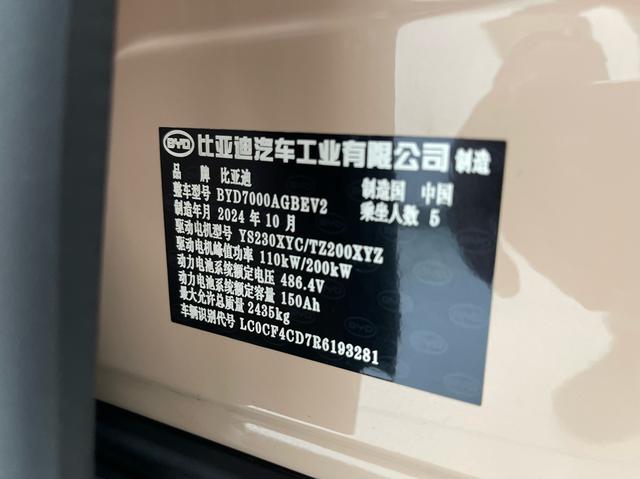 BYD 比亚迪汽车工业有限公司 制造
品 牌 比亚迪
整车型号 BYD7000AGBEV2 制造国 中国
制造年月 2024 年 10 月 乘坐人数 5
驱动电机型号 YS230XYC/TZ200XYZ
驱动电机峰值功率 110kW/200kW
动力电池系统额定电压 486.4V
动力电池系统额定容量 150Ah
最大允许总质量 2435kg
车辆识别代号 LC0CF4CD7R6193281